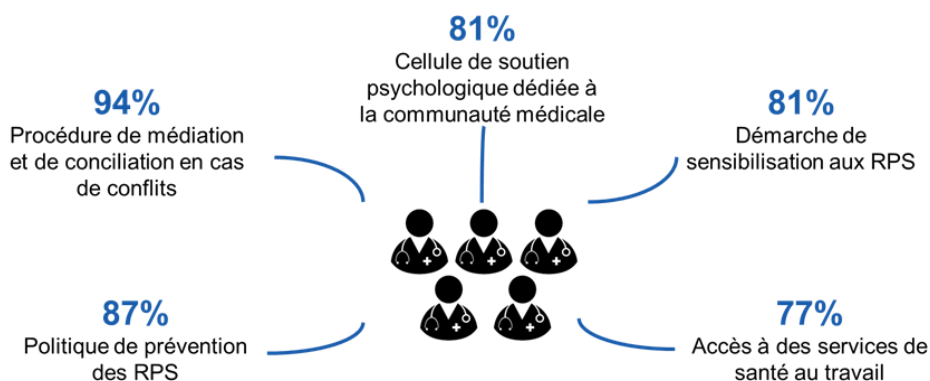 81%
Cellule de soutien
psychologique dédiée à
la communauté médicale
94%
Procédure de médiation
et de conciliation en cas
de conflits
81%
Démarche de
sensibilisation aux RPS
87%
Politique de prévention
des RPS
77%
Accès à des services de
santé au travail